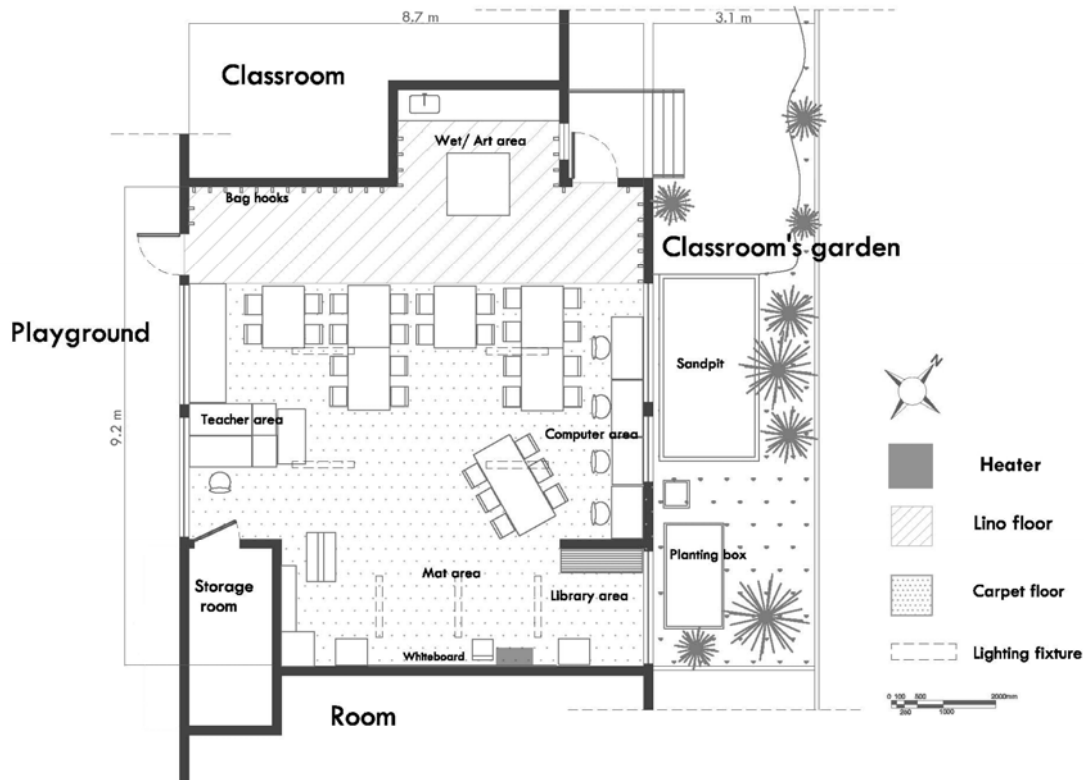 8.7 m
3.1 m
Classroom
Wet/ Art area
Bag hooks
Classroom's garden
Playground
Sandpit
9.2 m
Teacher area
Computer area
Planting box
Storage
room
Mat area
Library area
Whiteboard
Room
N
Heater
Lino floor
Carpet floor
Lighting fixture
0 100 500 2000mm
250 1000